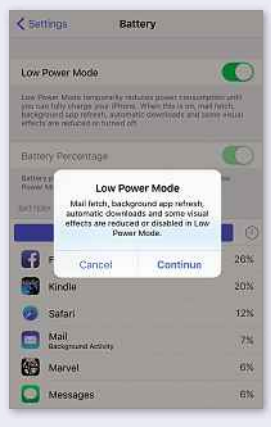 Settings
Battery
Low Power Mode
Low Power Mode temporarily reduces power consumption until
you can fully charge your iPhone. When this is on, mail fetch,
background app refresh, automatic downloads and some visual
effects are reduced or turned off.
Battery Percentage
Low Power Mode
Mail fetch, background app refresh,
automatic downloads and some visual
effects are reduced or disabled in Low
Power Mode.
Cancel
Continue
26%
Kindle
20%
Safari
12%
Mail
Background Activity
7%
Marvel
6%
Messages
6%